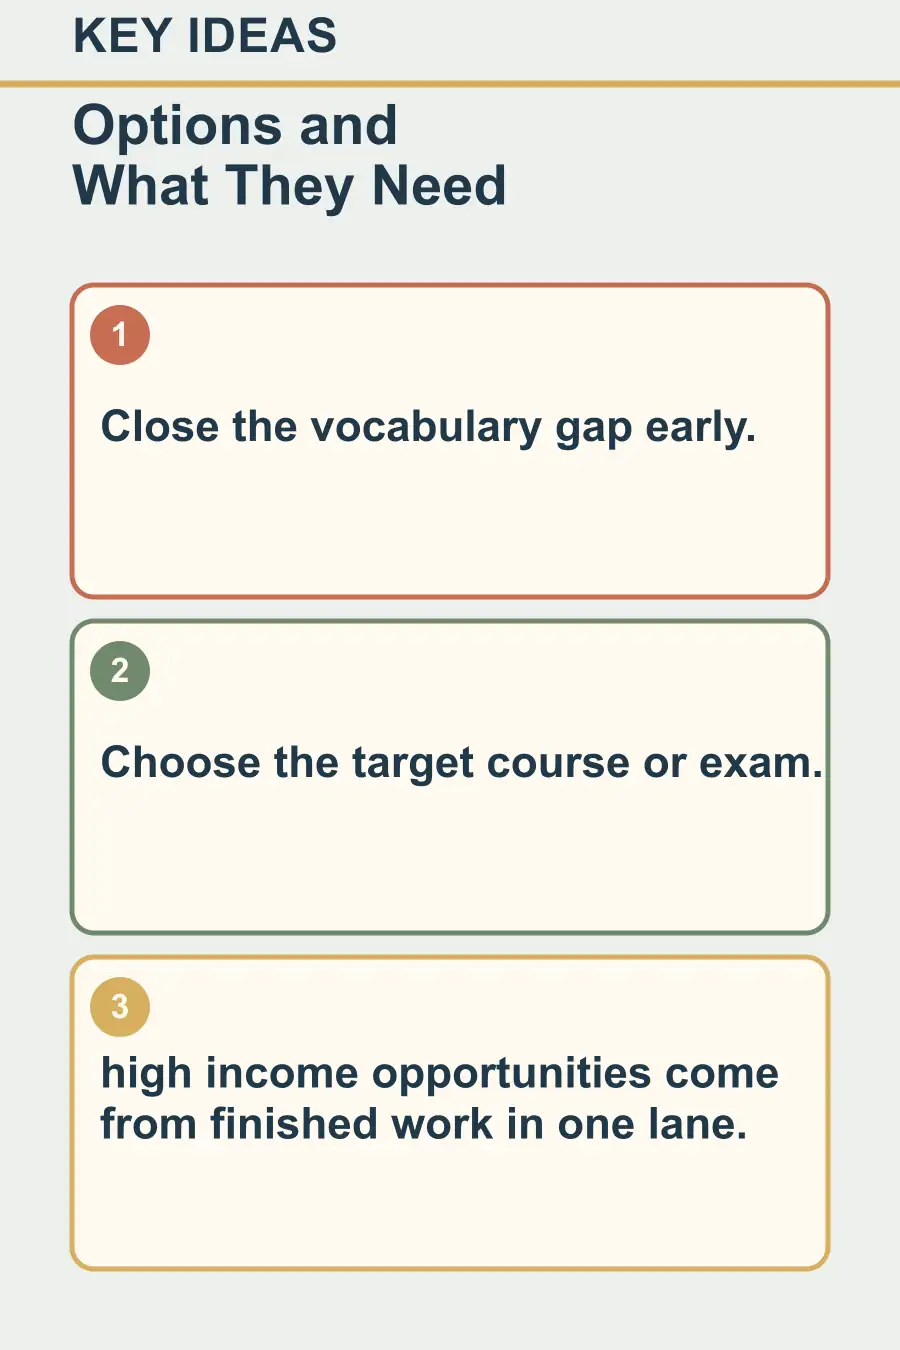 KEY IDEAS
Options and
What They Need
1
Close the vocabulary gap early.
2
Choose the target course or exam.
3
high income opportunities come
from finished work in one lane.